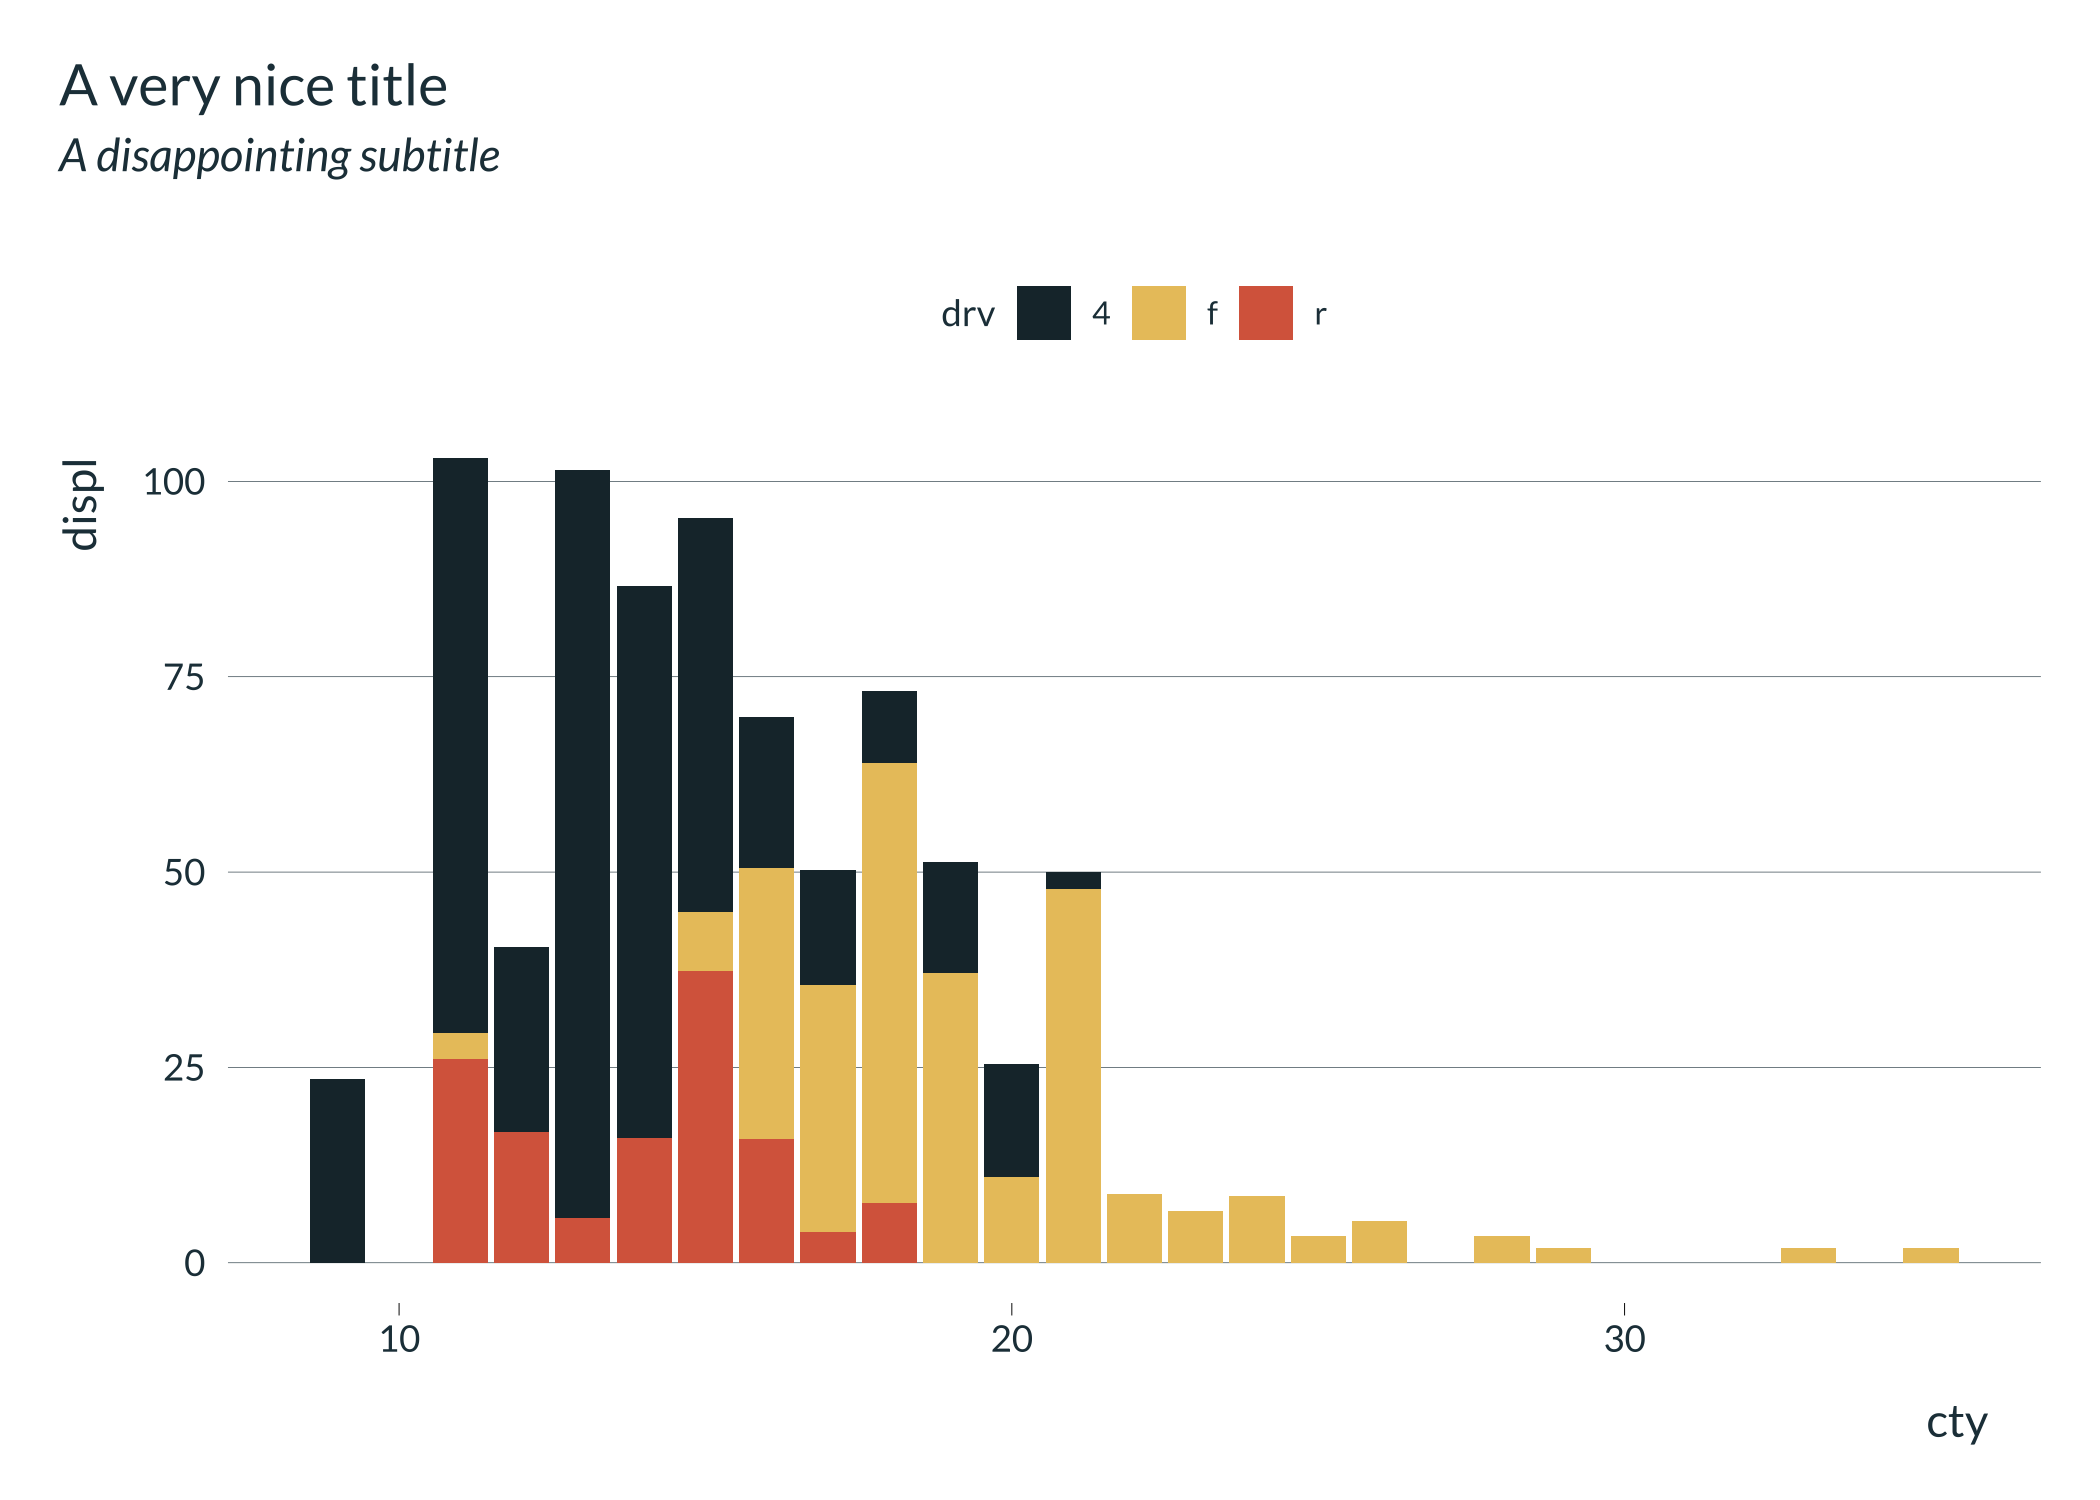 A very nice title
A disappointing subtitle
drv 4 f r
displ
100
75
50
25
0
10 20 30
cty